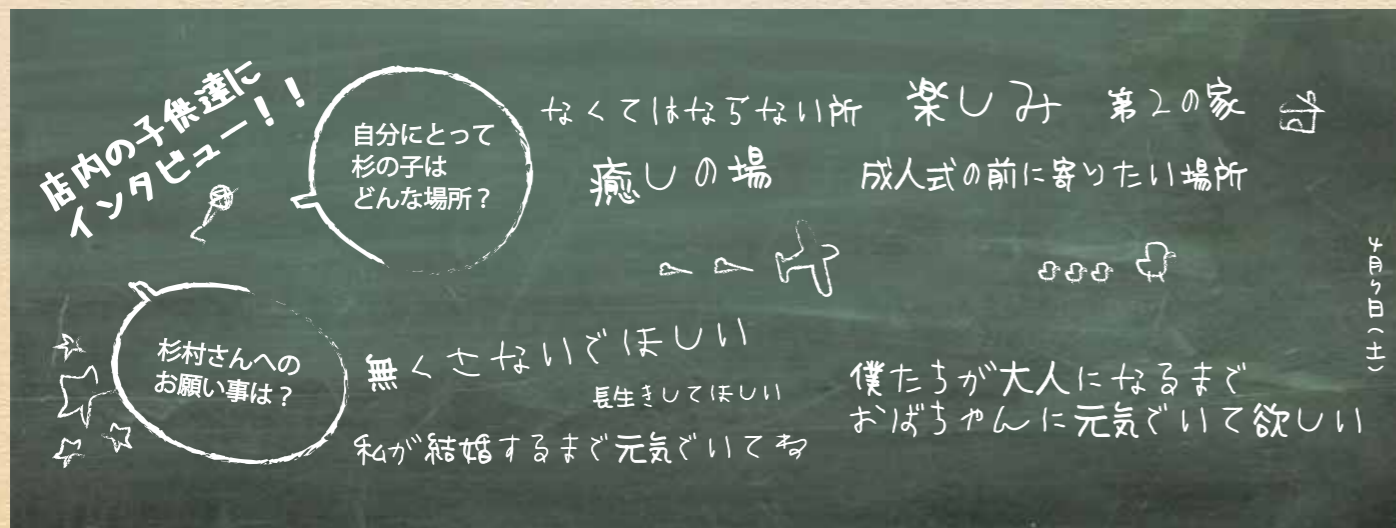 店内の子供達に
インタビュー！！
自分にとって
杉の子は
どんな場所？
なくてはならない所
楽しみ
第２の家
癒しの場
成人式の前に寄りたい場所
杉村さんへの
お願い事は？
無くさないでほしい
長生きしてほしい
私が結婚するまで元気でいてね
僕たちが大人になるまで
おばちゃんに元気でいて欲しい